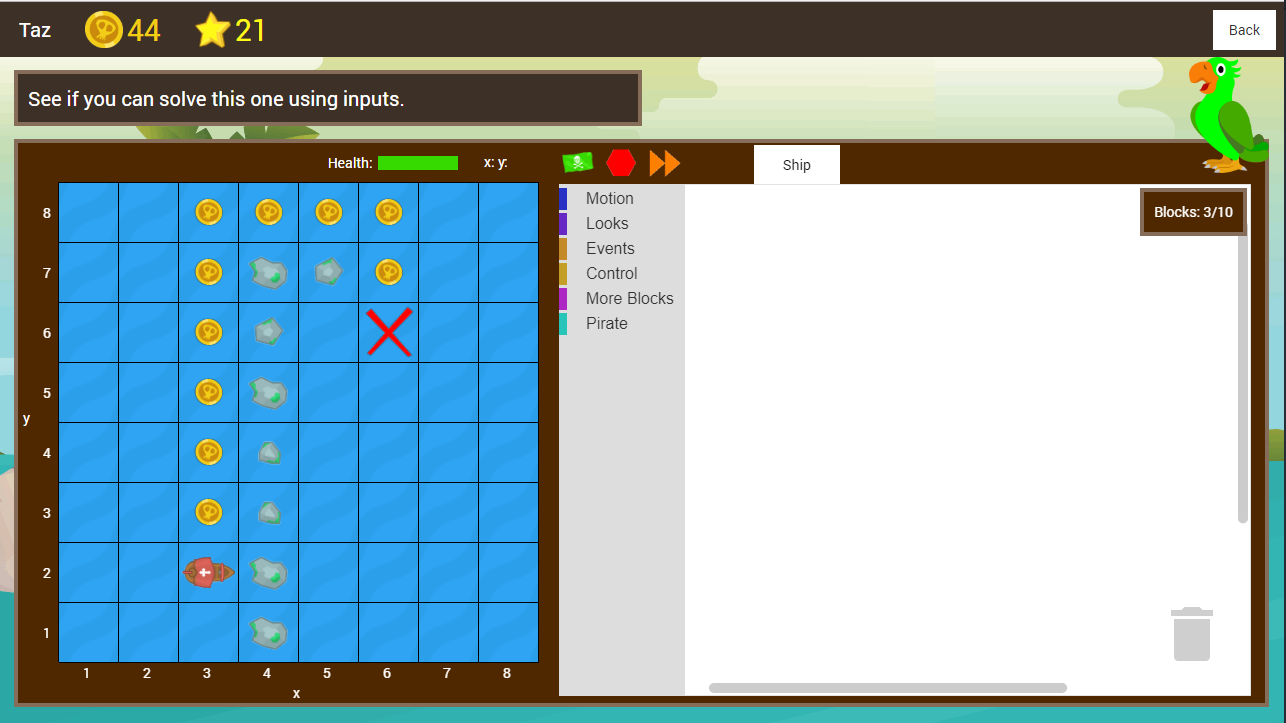 Taz 44 21 Back
See if you can solve this one using inputs.
Health: x: y: Ship
Motion
Looks
Events
Control
More Blocks
Pirate
Blocks: 3/10
8
7
6
5
y
4
3
2
1
1 2 3 4 5 6 7 8
x